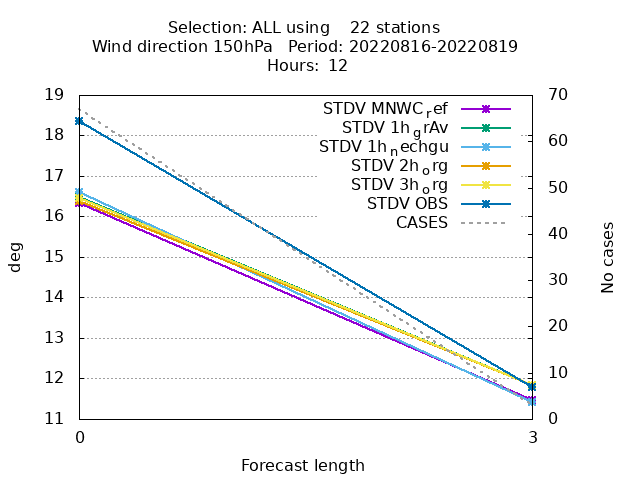 Selection: ALL using    22 stations
Wind direction 150hPa   Period: 20220816-20220819
Hours:  12
STDV MNWC_ref
STDV 1h_grAv
STDV 1h_nechgu
STDV 2h_org
STDV 3h_org
STDV OBS
CASES
19
18
17
16
15
14
13
12
11
deg
70
60
50
40
30
20
10
0
No cases
0 3
Forecast length